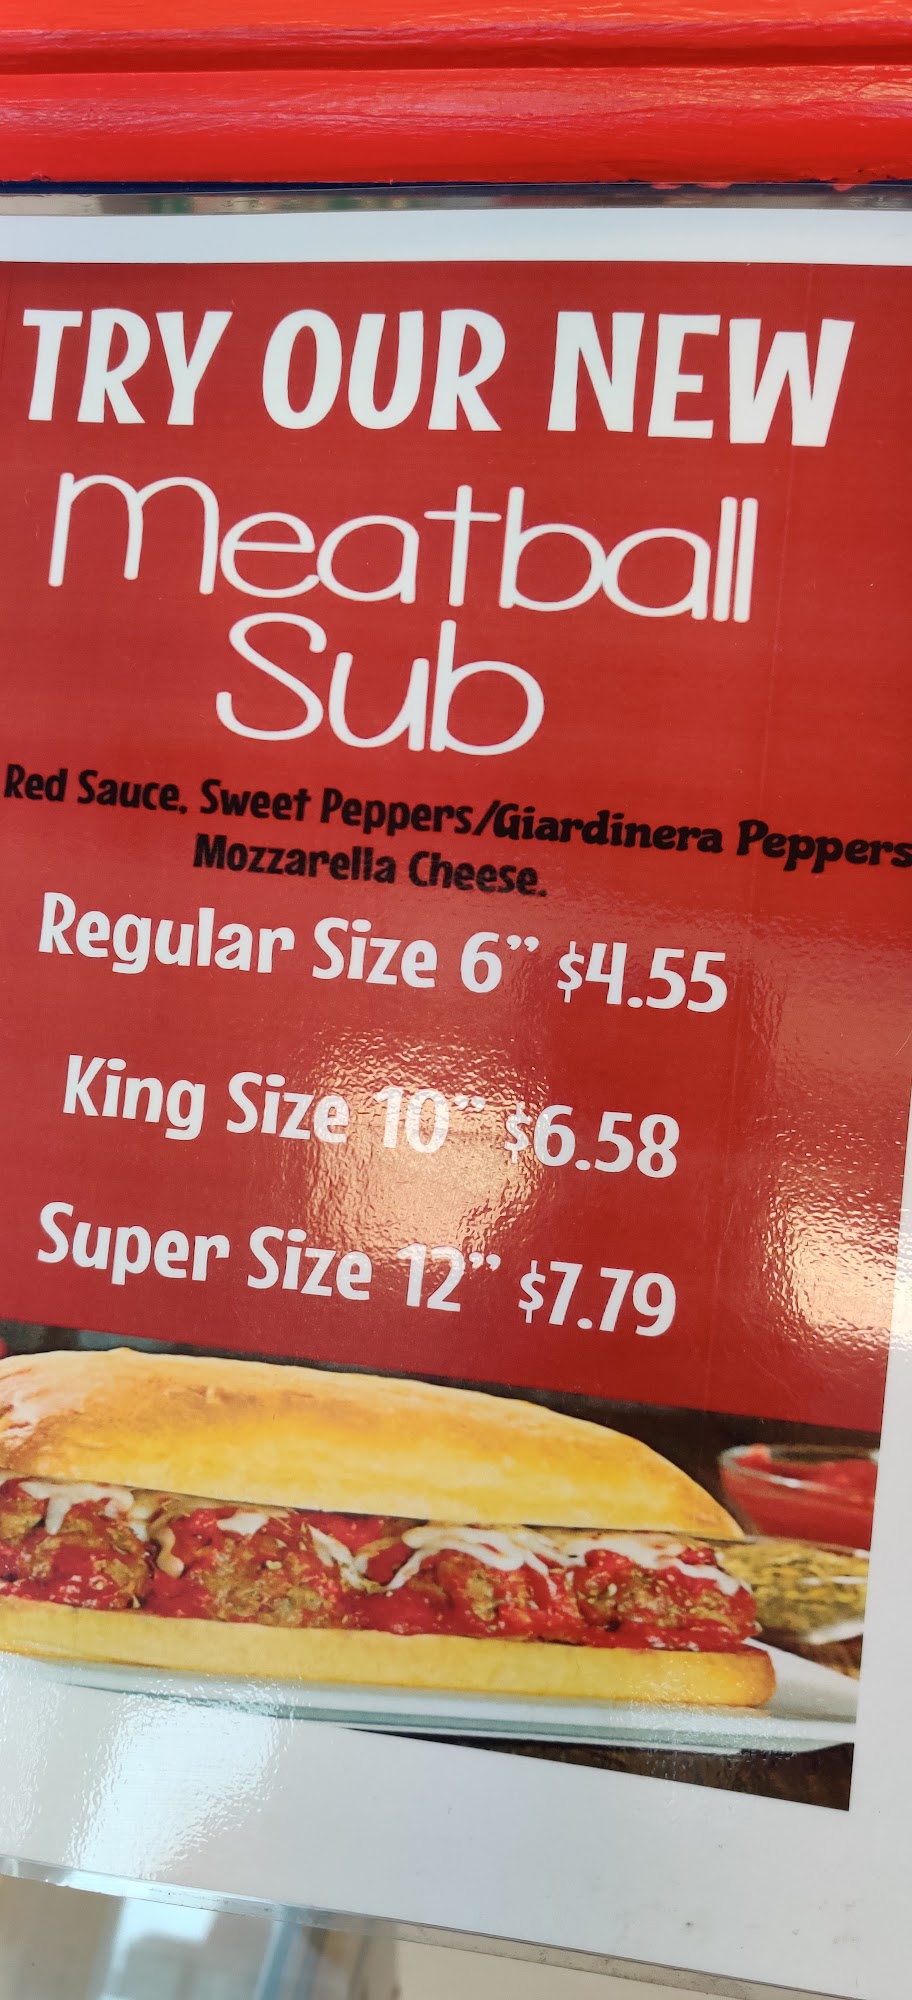 TRY OUR NEW
Meatball
Sub
Red Sauce, Sweet Peppers/Giardinera Peppers
Mozzarella Cheese.
Regular Size 6” $4.55
King Size 10” $6.58
Super Size 12” $7.79